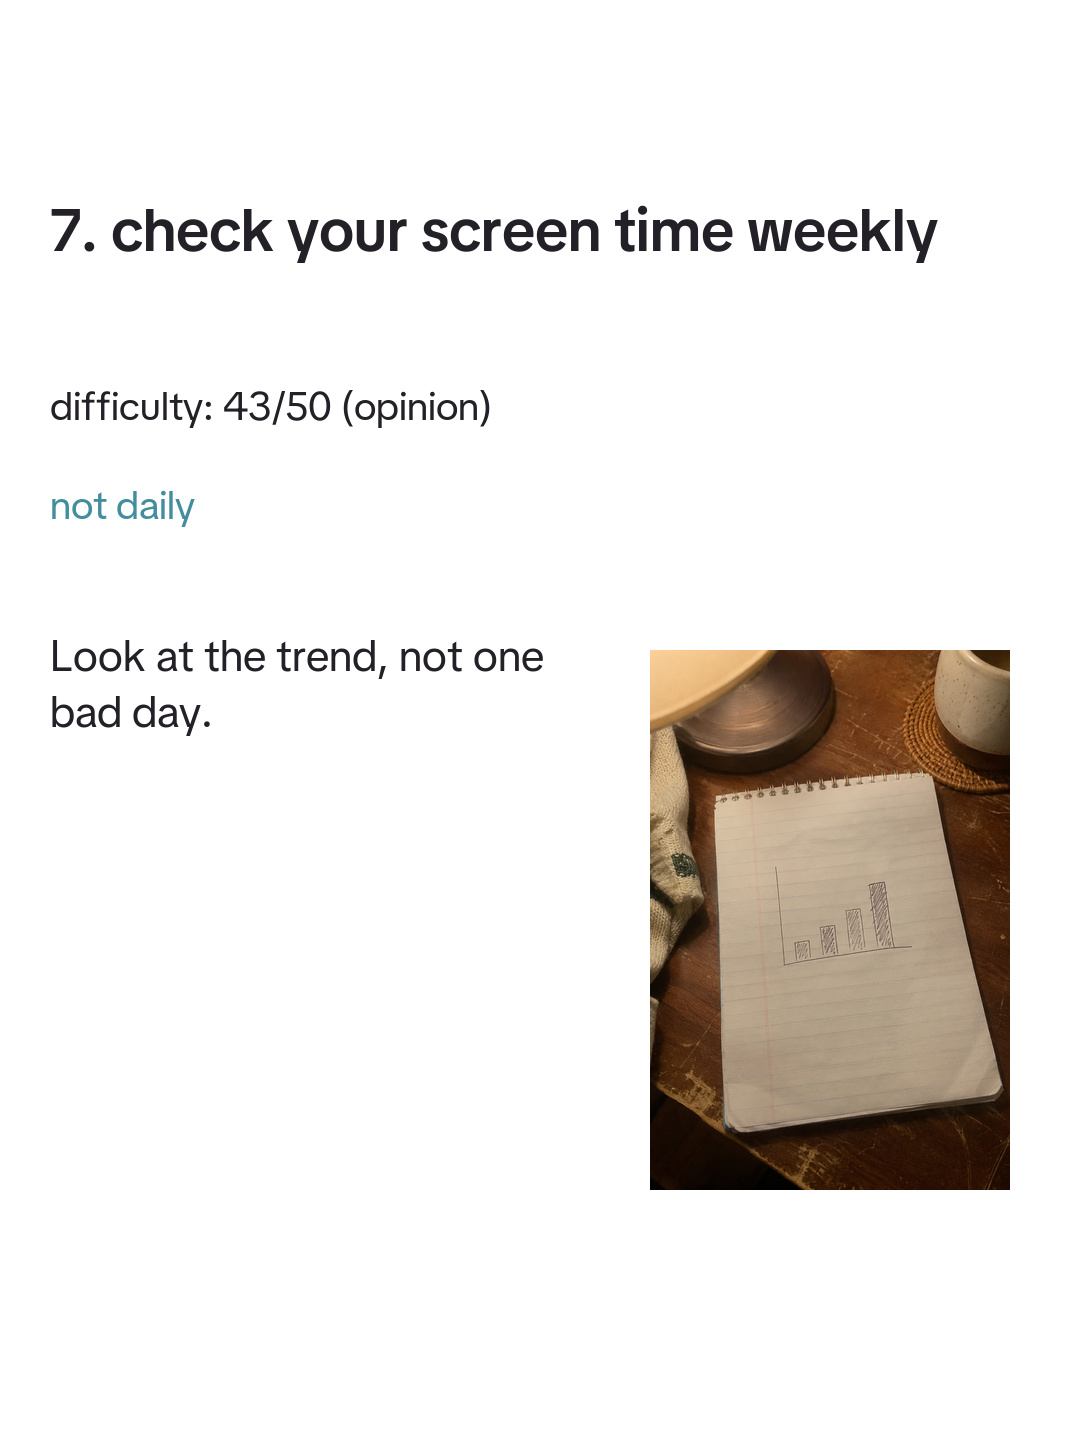 7. check your screen time weekly
difficulty: 43/50 (opinion)
not daily
Look at the trend, not one
bad day.